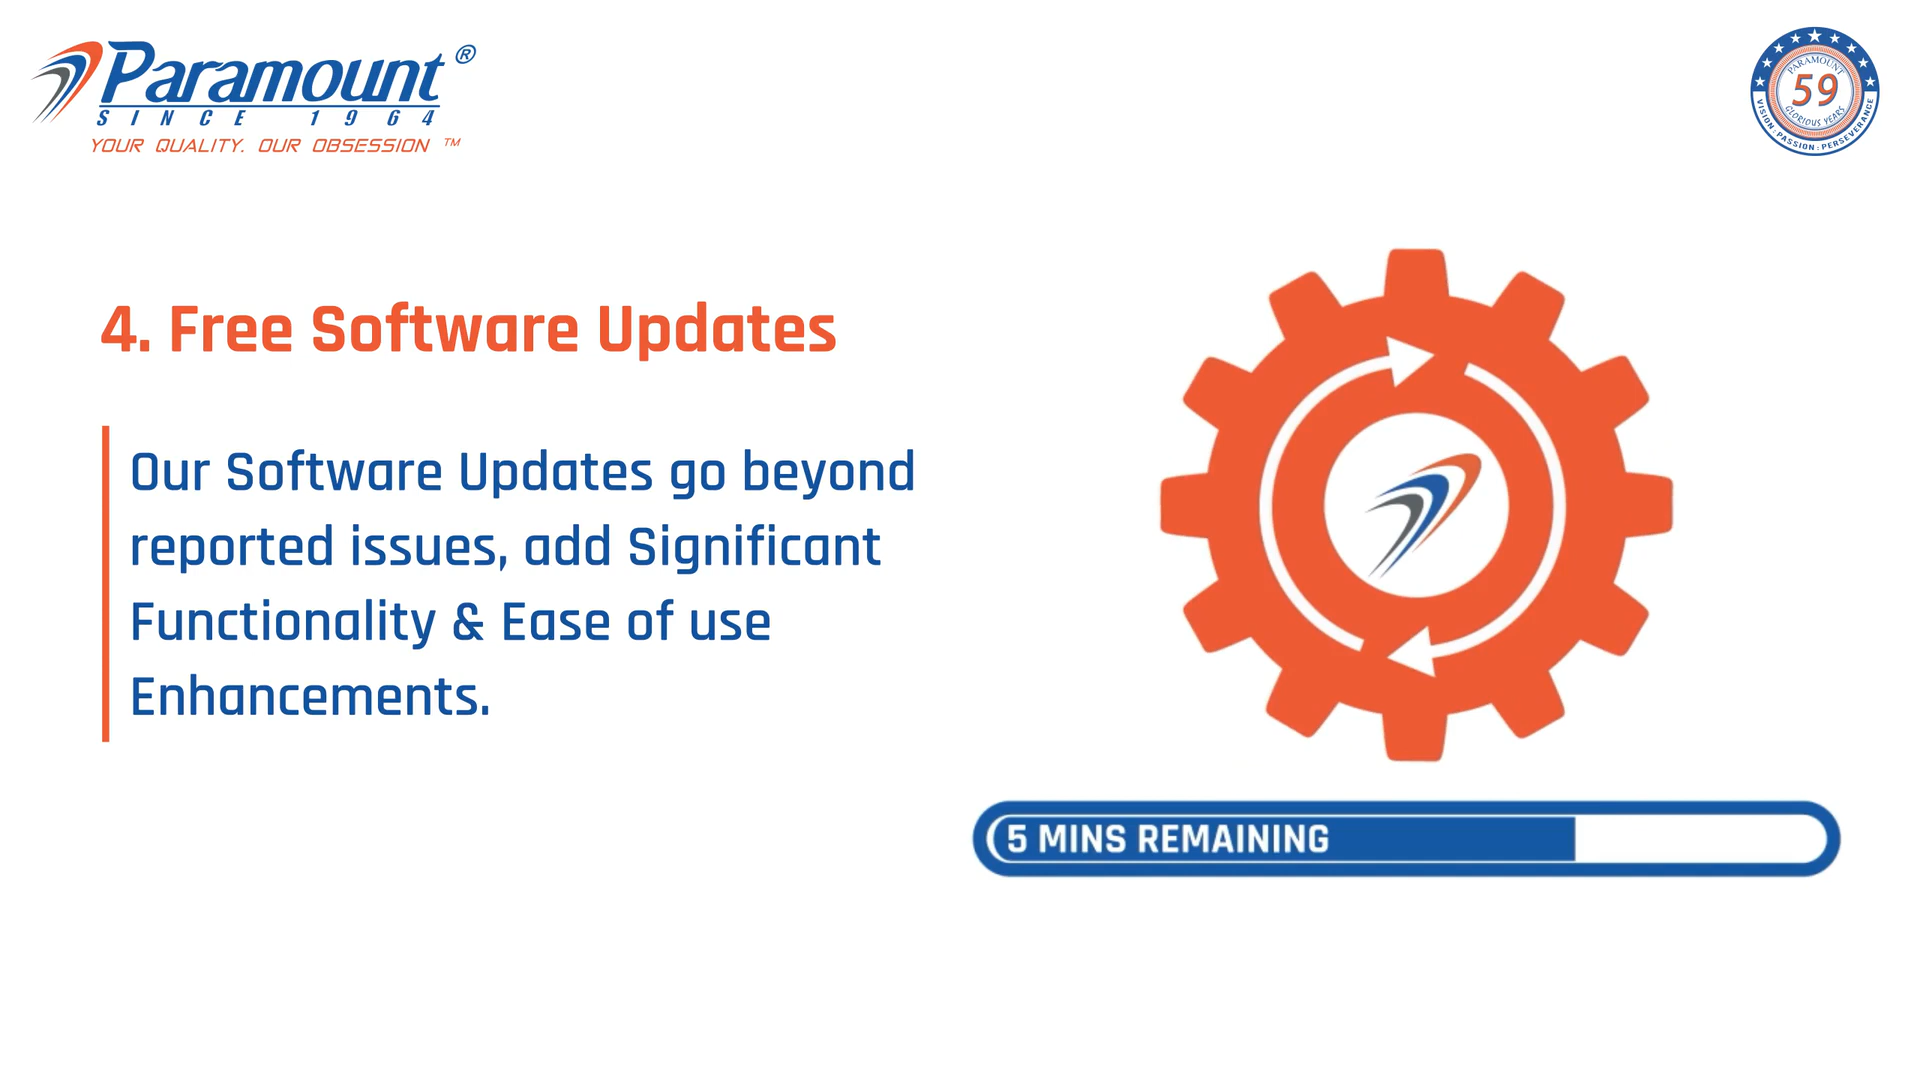 Paramount ®
SINCE 1964
YOUR QUALITY. OUR OBSESSION ™
PARAMOUNT
59
GLORIOUS YEARS
VISION : PASSION : PERSEVERANCE
4. Free Software Updates
Our Software Updates go beyond
reported issues, add Significant
Functionality & Ease of use
Enhancements.
5 MINS REMAINING